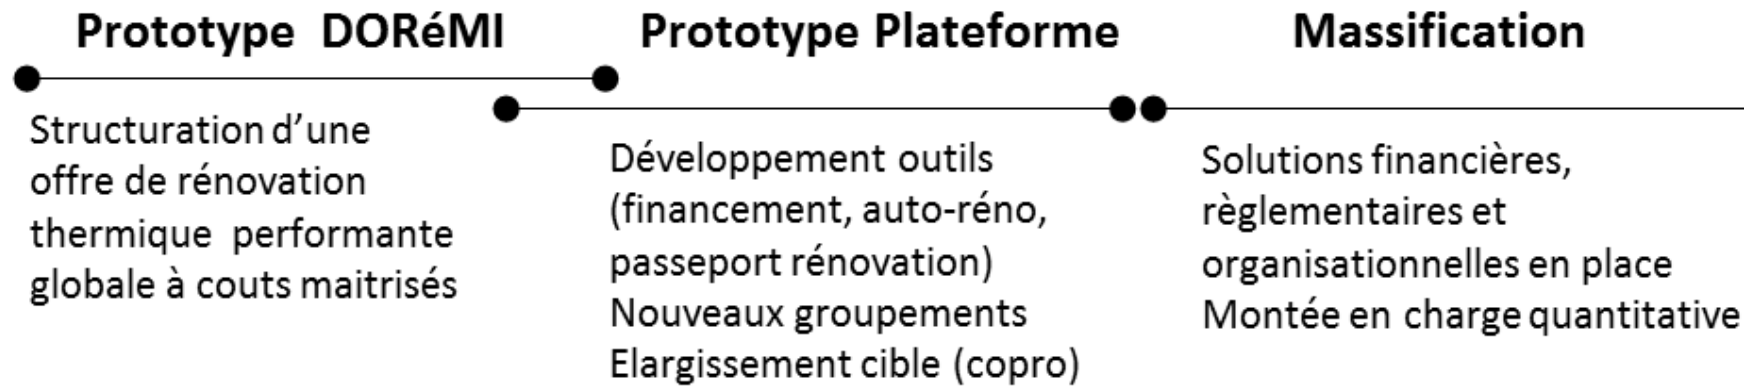 Prototype DORéMI
Structuration d’une
offre de rénovation
thermique performante
globale à couts maitrisés
Prototype Plateforme
Développement outils
(financement, auto-réno,
passeport rénovation)
Nouveaux groupements
Elargissement cible (copro)
Massification
Solutions financières,
règlementaires et
organisationnelles en place
Montée en charge quantitative